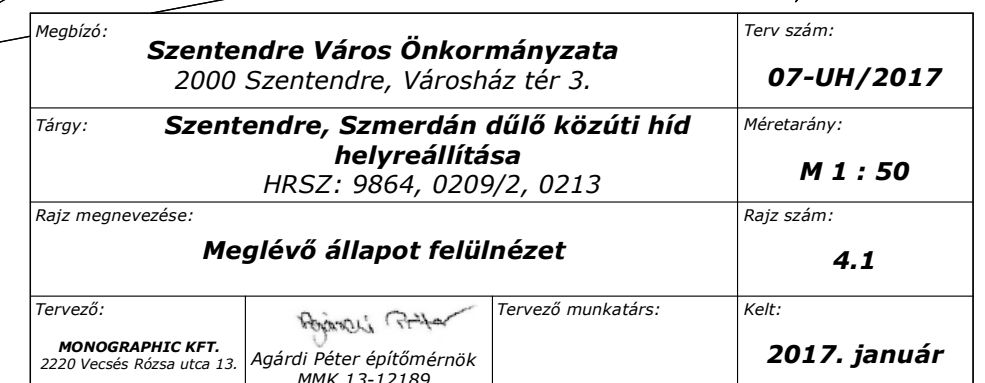 Megbízó:
Szentendre Város Önkormányzata
2000 Szentendre, Városház tér 3.
Terv szám:
07-UH/2017
Tárgy:
Szentendre, Szmerdán dűlő közúti híd
helyreállítása
HRSZ: 9864, 0209/2, 0213
Méretarány:
M 1 : 50
Rajz megnevezése:
Meglévő állapot felülnézet
Rajz szám:
4.1
Tervező:
MONOGRAPHIC KFT.
2220 Vecsés Rózsa utca 13.
Agárdi Péter építőmérnök
MMK 13-12189
Tervező munkatárs:
Kelt:
2017. január